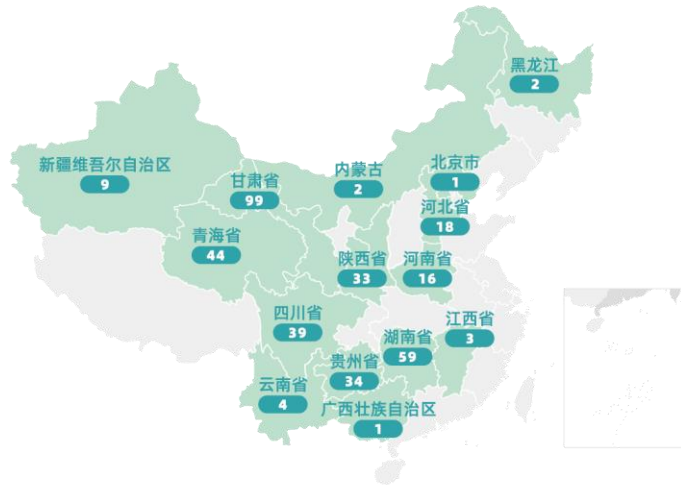 黑龙江
2
新疆维吾尔自治区
9
甘肃省
99
内蒙古
2
北京市
1
河北省
18
青海省
44
陕西省
33
河南省
16
四川省
39
江西省
3
湖南省
59
贵州省
34
云南省
4
广西壮族自治区
1